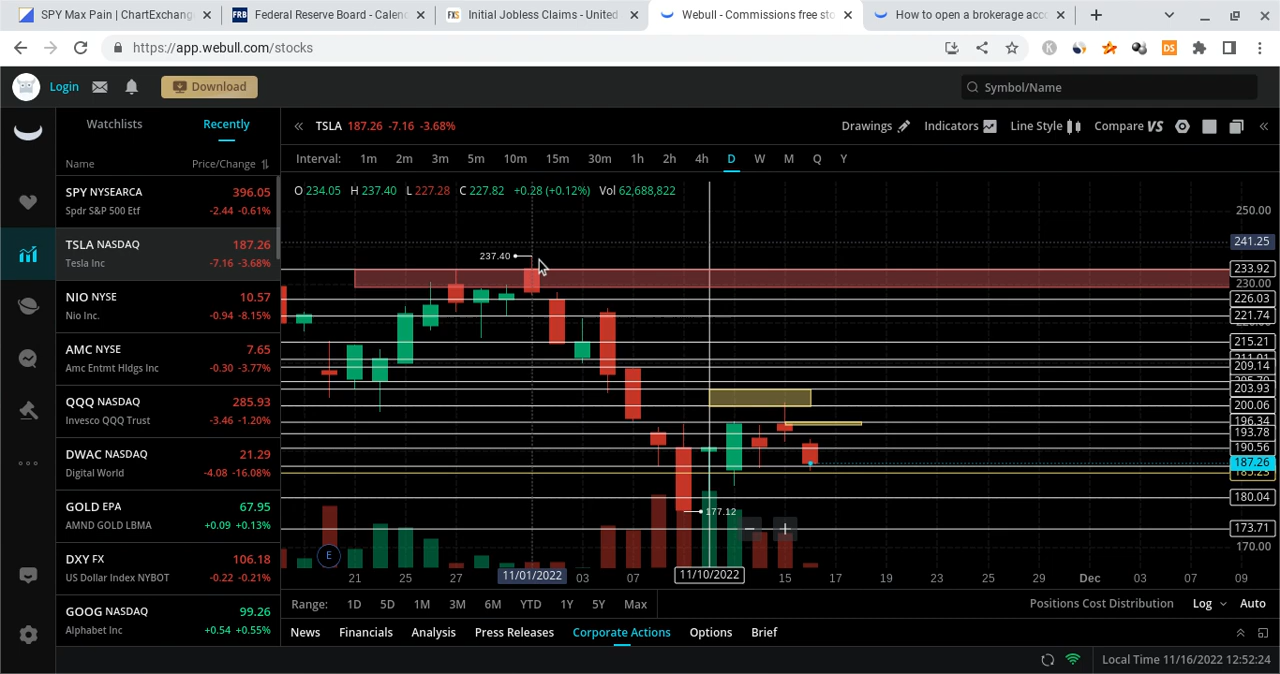 SPY Max Pain | ChartExchang
Federal Reserve Board - Calen
Initial Jobless Claims - United
Webull - Commissions free sto
How to open a brokerage acco
https://app.webull.com/stocks
Login
Download
Symbol/Name
Watchlists
Recently
TSLA 187.26 -7.16 -3.68%
Drawings
Indicators
Line Style
Compare VS
Name
Price/Change
Interval: 1m 2m 3m 5m 10m 15m 30m 1h 2h 4h D W M Q Y
O 234.05 H 237.40 L 227.28 C 227.82 +0.28 (+0.12%) Vol 62,688,822
SPY NYSEARCA 396.05
Spdr S&P 500 Etf -2.44 -0.61%
TSLA NASDAQ 187.26
Tesla Inc -7.16 -3.68%
NIO NYSE 10.57
Nio Inc. -0.94 -8.15%
AMC NYSE 7.65
Amc Entmt Hldgs Inc -0.30 -3.77%
QQQ NASDAQ 285.93
Invesco QQQ Trust -3.46 -1.20%
DWAC NASDAQ 21.29
Digital World -4.08 -16.08%
GOLD EPA 67.95
AMND GOLD LBMA +0.09 +0.13%
DXY FX 106.18
US Dollar Index NYBOT -0.22 -0.21%
GOOG NASDAQ 99.26
Alphabet Inc +0.54 +0.55%
237.40
177.12
E
250.00
241.25
233.92
230.00
226.03
221.74
215.21
209.14
203.93
200.06
196.34
193.78
190.56
187.26
180.04
173.71
170.00
21 25 27 11/01/2022 03 07 11/10/2022 15 17 19 23 25 29 Dec 03 07 09
Range: 1D 5D 1M 3M 6M YTD 1Y 5Y Max
Positions Cost Distribution Log Auto
News Financials Analysis Press Releases Corporate Actions Options Brief
Local Time 11/16/2022 12:52:24